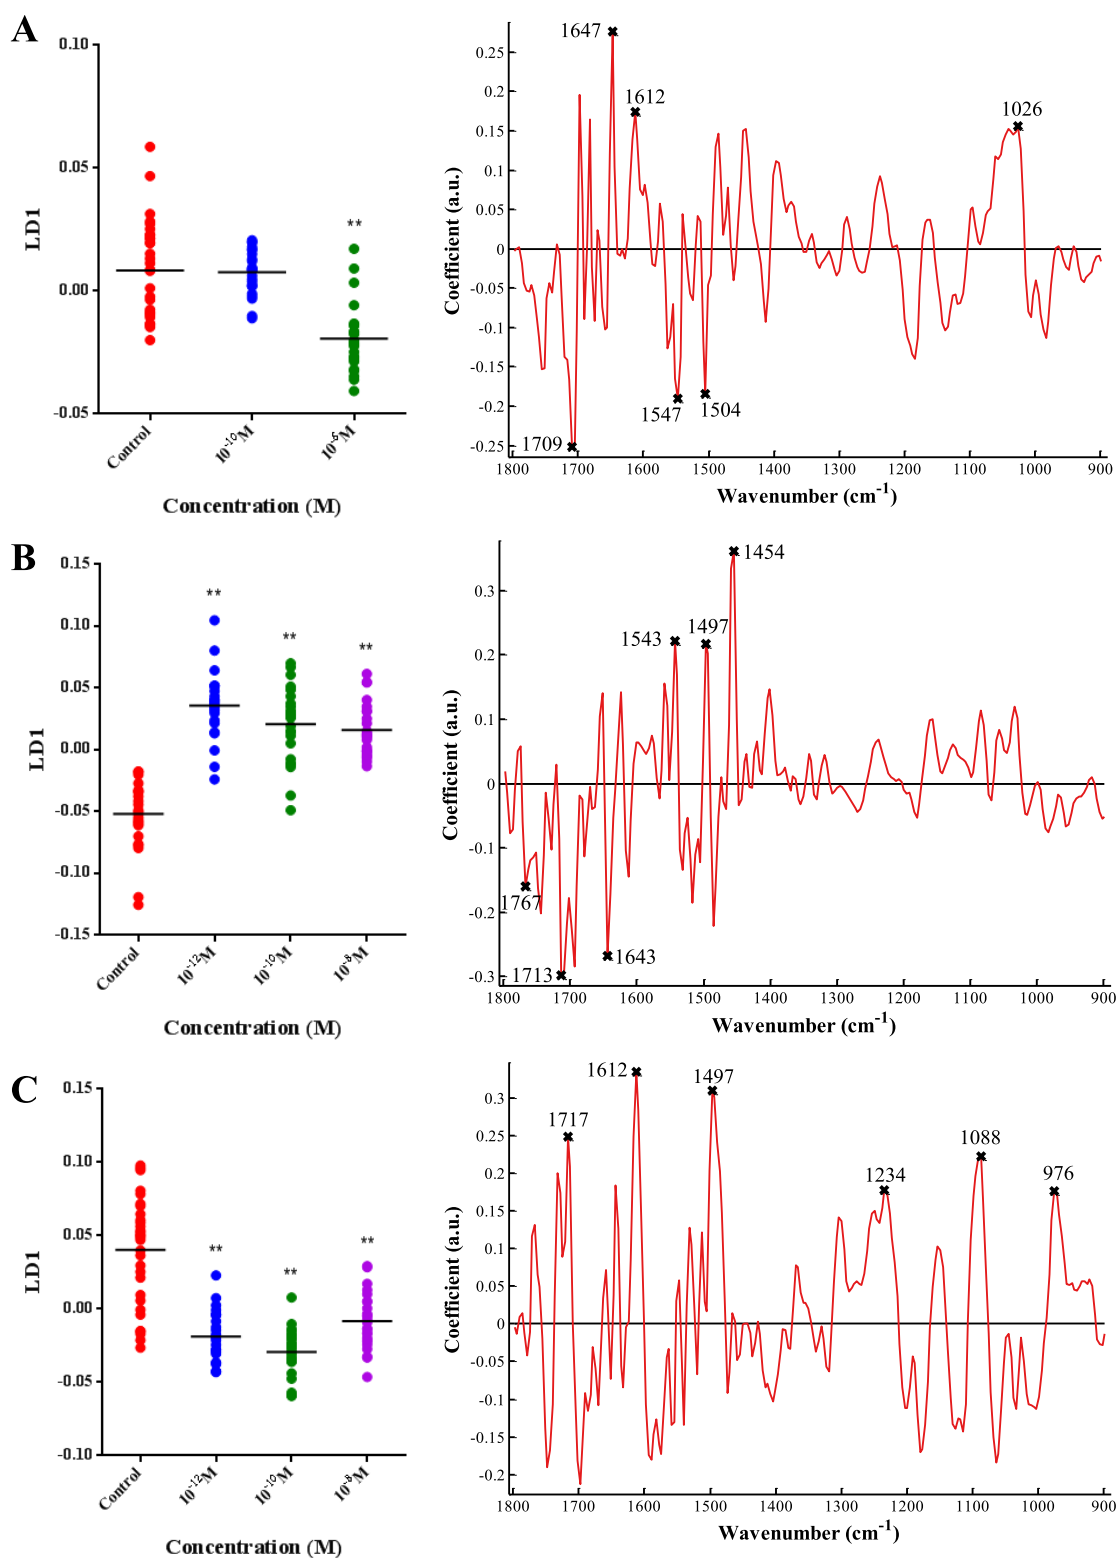 A
0.10
0.05
0.00
-0.05
LD1
**
Control
10⁻¹⁰M
10⁻⁶M
Concentration (M)
0.25
0.2
0.15
0.1
0.05
0
-0.05
-0.1
-0.15
-0.2
-0.25
Coefficient (a.u.)
1647
1612
1026
1547
1504
1709
1800 1700 1600 1500 1400 1300 1200 1100 1000 900
Wavenumber (cm⁻¹)
B
0.15
0.10
0.05
0.00
-0.05
-0.10
-0.15
LD1
** ** **
Control
10⁻¹²M
10⁻¹⁰M
10⁻⁸M
Concentration (M)
0.3
0.2
0.1
0
-0.1
-0.2
-0.3
Coefficient (a.u.)
1454
1543
1497
1767
1643
1713
1800 1700 1600 1500 1400 1300 1200 1100 1000 900
Wavenumber (cm⁻¹)
C
0.15
0.10
0.05
0.00
-0.05
-0.10
LD1
** ** **
Control
10⁻¹²M
10⁻¹⁰M
10⁻⁸M
Concentration (M)
0.3
0.25
0.2
0.15
0.1
0.05
0
-0.05
-0.1
-0.15
-0.2
Coefficient (a.u.)
1612
1497
1717
1088
1234
976
1800 1700 1600 1500 1400 1300 1200 1100 1000 900
Wavenumber (cm⁻¹)